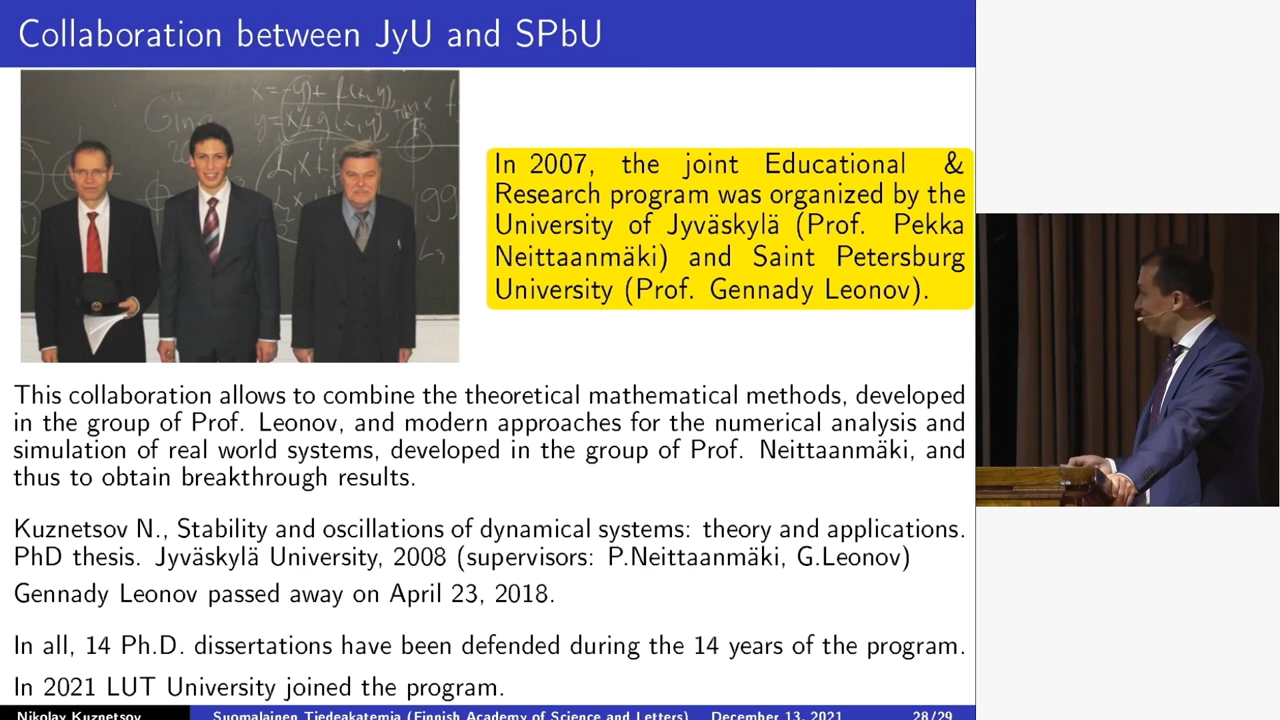 Collaboration between JyU and SPbU
x = -y + f(x,y)
In 2007, the joint Educational &
Research program was organized by the
University of Jyväskylä (Prof. Pekka
Neittaanmäki) and Saint Petersburg
University (Prof. Gennady Leonov).
This collaboration allows to combine the theoretical mathematical methods, developed
in the group of Prof. Leonov, and modern approaches for the numerical analysis and
simulation of real world systems, developed in the group of Prof. Neittaanmäki, and
thus to obtain breakthrough results.
Kuznetsov N., Stability and oscillations of dynamical systems: theory and applications.
PhD thesis. Jyväskylä University, 2008 (supervisors: P.Neittaanmäki, G.Leonov)
Gennady Leonov passed away on April 23, 2018.
In all, 14 Ph.D. dissertations have been defended during the 14 years of the program.
In 2021 LUT University joined the program.
Nikolay Kuznetsov Suomalainen Tiedeakatemia (Finnish Academy of Science and Letters) December 13, 2021 28/29